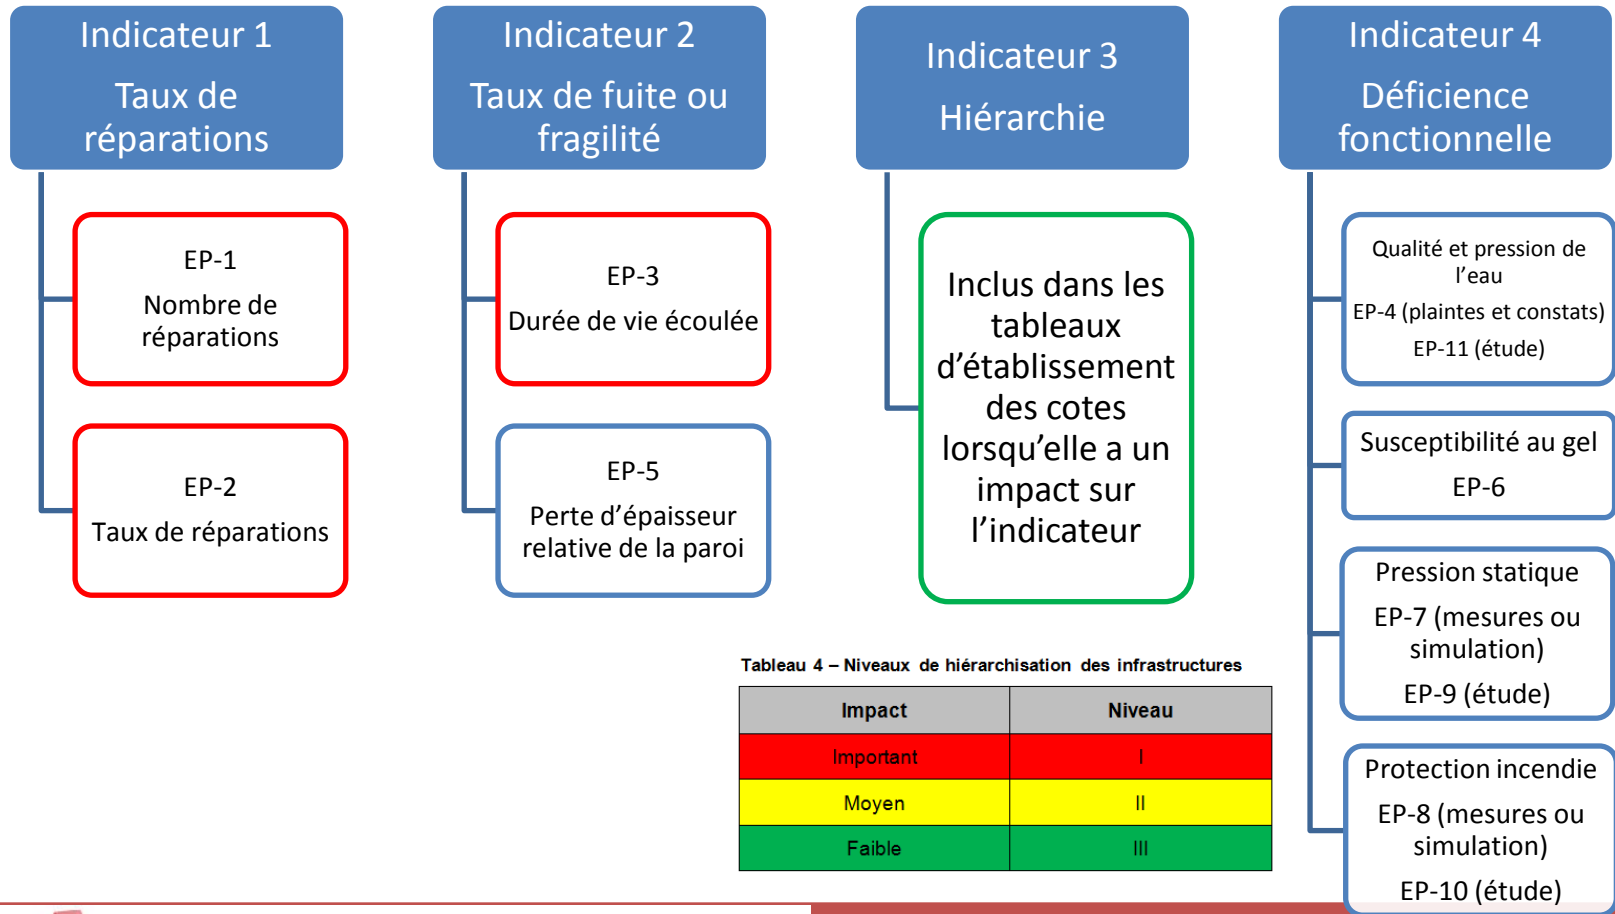 Indicateur 1
Taux de
réparations
EP-1
Nombre de
réparations
EP-2
Taux de réparations
Indicateur 2
Taux de fuite ou
fragilité
EP-3
Durée de vie écoulée
EP-5
Perte d'épaisseur
relative de la paroi
Indicateur 3
Hiérarchie
Inclus dans les
tableaux
d'établissement
des cotes
lorsqu'elle a un
impact sur
l'indicateur
Indicateur 4
Déficience
fonctionnelle
Qualité et pression de
l'eau
EP-4 (plaintes et constats)
EP-11 (étude)
Susceptibilité au gel
EP-6
Pression statique
EP-7 (mesures ou
simulation)
EP-9 (étude)
Protection incendie
EP-8 (mesures ou
simulation)
EP-10 (étude)
Tableau 4 – Niveaux de hiérarchisation des infrastructures
Impact Niveau
Important I
Moyen II
Faible III